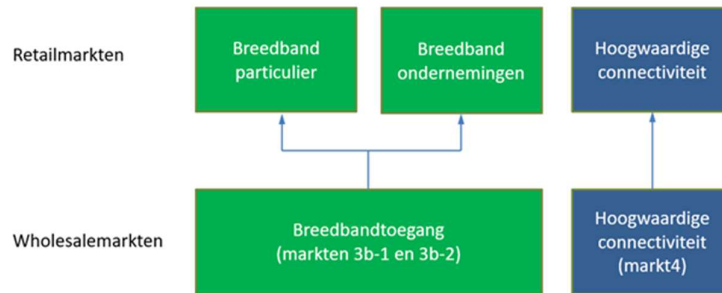 Retailmarkten
Breedband
particulier
Breedband
ondernemingen
Hoogwaardige
connectiviteit
Wholesalemarkten
Breedbandtoegang
(markten 3b-1 en 3b-2)
Hoogwaardige
connectiviteit
(markt4)